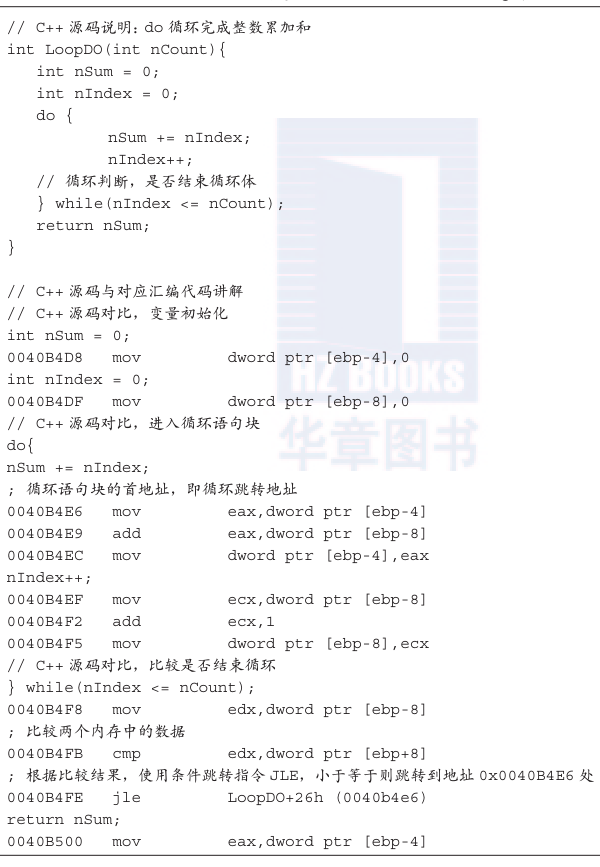 // C++ 源码说明：do 循环完成整数累加和
int LoopDO(int nCount){
int nSum = 0;
int nIndex = 0;
do {
nSum += nIndex;
nIndex++;
// 循环判断，是否结束循环体
} while(nIndex <= nCount);
return nSum;
}
// C++ 源码与对应汇编代码讲解
// C++ 源码对比，变量初始化
int nSum = 0;
0040B4D8 mov dword ptr [ebp-4],0
int nIndex = 0;
0040B4DF mov dword ptr [ebp-8],0
// C++ 源码对比，进入循环语句块
do{
nSum += nIndex;
; 循环语句块的首地址，即循环跳转地址
0040B4E6 mov eax,dword ptr [ebp-4]
0040B4E9 add eax,dword ptr [ebp-8]
0040B4EC mov dword ptr [ebp-4],eax
nIndex++;
0040B4EF mov ecx,dword ptr [ebp-8]
0040B4F2 add ecx,1
0040B4F5 mov dword ptr [ebp-8],ecx
// C++ 源码对比，比较是否结束循环
} while(nIndex <= nCount);
0040B4F8 mov edx,dword ptr [ebp-8]
; 比较两个内存中的数据
0040B4FB cmp edx,dword ptr [ebp+8]
; 根据比较结果，使用条件跳转指令 JLE，小于等于则跳转到地址 0x0040B4E6 处
0040B4FE jle LoopDO+26h (0040b4e6)
return nSum;
0040B500 mov eax,dword ptr [ebp-4]
HZ BOOKS
华章图书